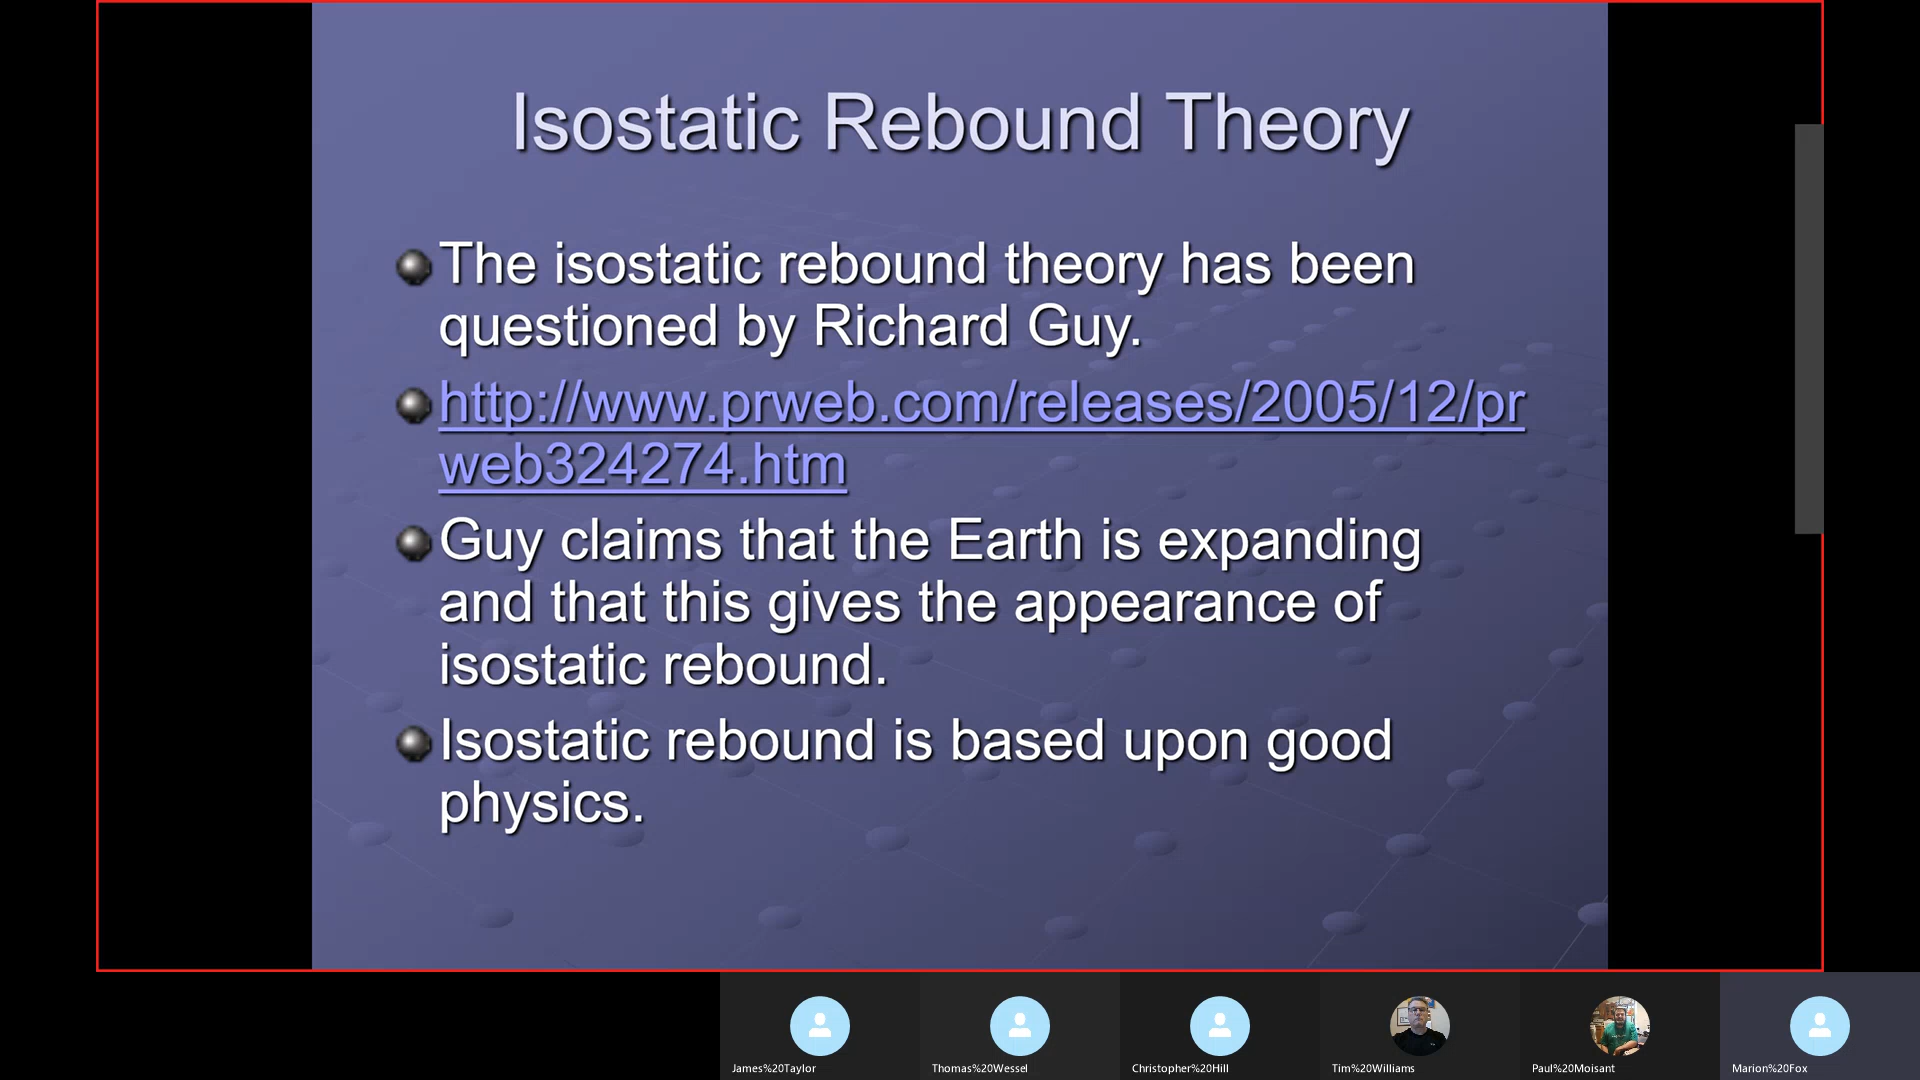 Isostatic Rebound Theory
The isostatic rebound theory has been
questioned by Richard Guy.
http://www.prweb.com/releases/2005/12/pr
web324274.htm
Guy claims that the Earth is expanding
and that this gives the appearance of
isostatic rebound.
Isostatic rebound is based upon good
physics.
James%20Taylor
Thomas%20Wessel
Christopher%20Hill
Tim%20Williams
Paul%20Moisant
Marion%20Fox